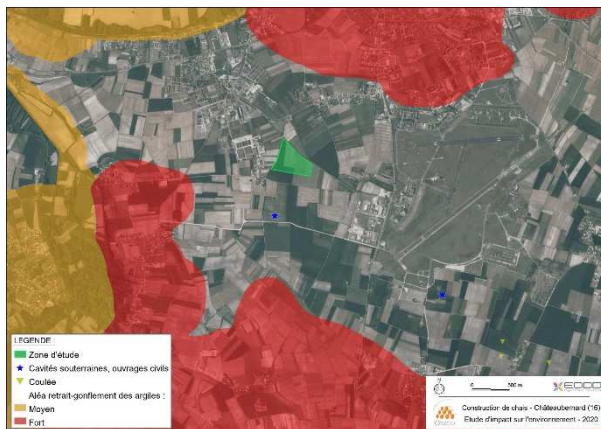 LEGENDE
Zone d'étude
Cavités souterraines, ouvrages civils
Coulée
Aléa retrait-gonflement des argiles :
Moyen
Fort
0 500 m
Construction de chais - Châteaubernard (16)
Etude d'impact sur l'environnement - 2020